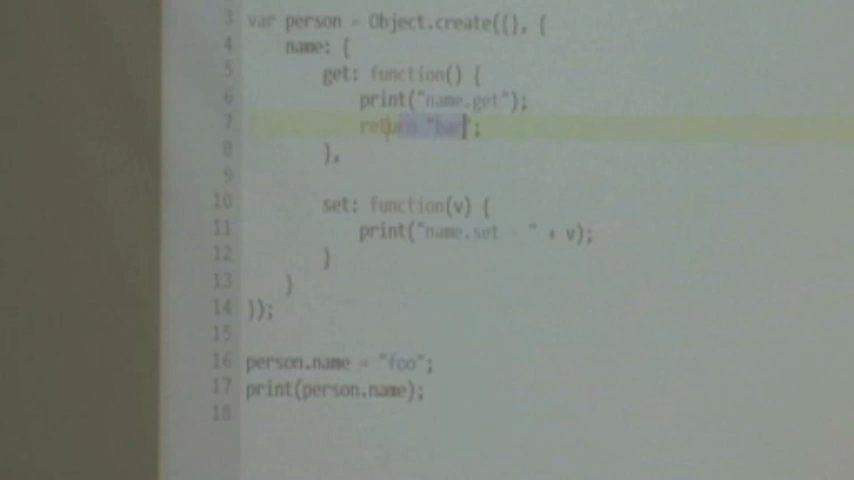 3 var person = Object.create({}, {
4 name: {
5 get: function() {
6 print("name.get");
7 return "bar";
8 },
9
10 set: function(v) {
11 print("name.set - " + v);
12 }
13 }
14 });
15
16 person.name = "foo";
17 print(person.name);
18